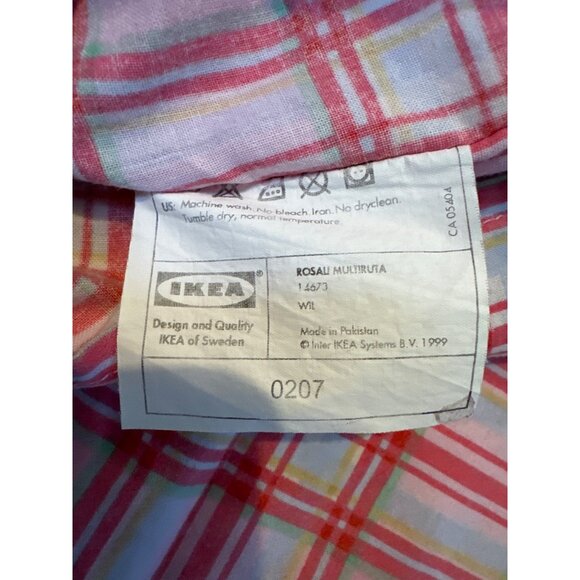 US: Machine wash. No bleach. Iron. No dryclean.
Tumble dry, normal temperature.
CA 05404
IKEA®
Design and Quality
IKEA of Sweden
ROSALI MULTIRUTA
14673
WIL
Made in Pakistan
© Inter IKEA Systems B.V. 1999
0207